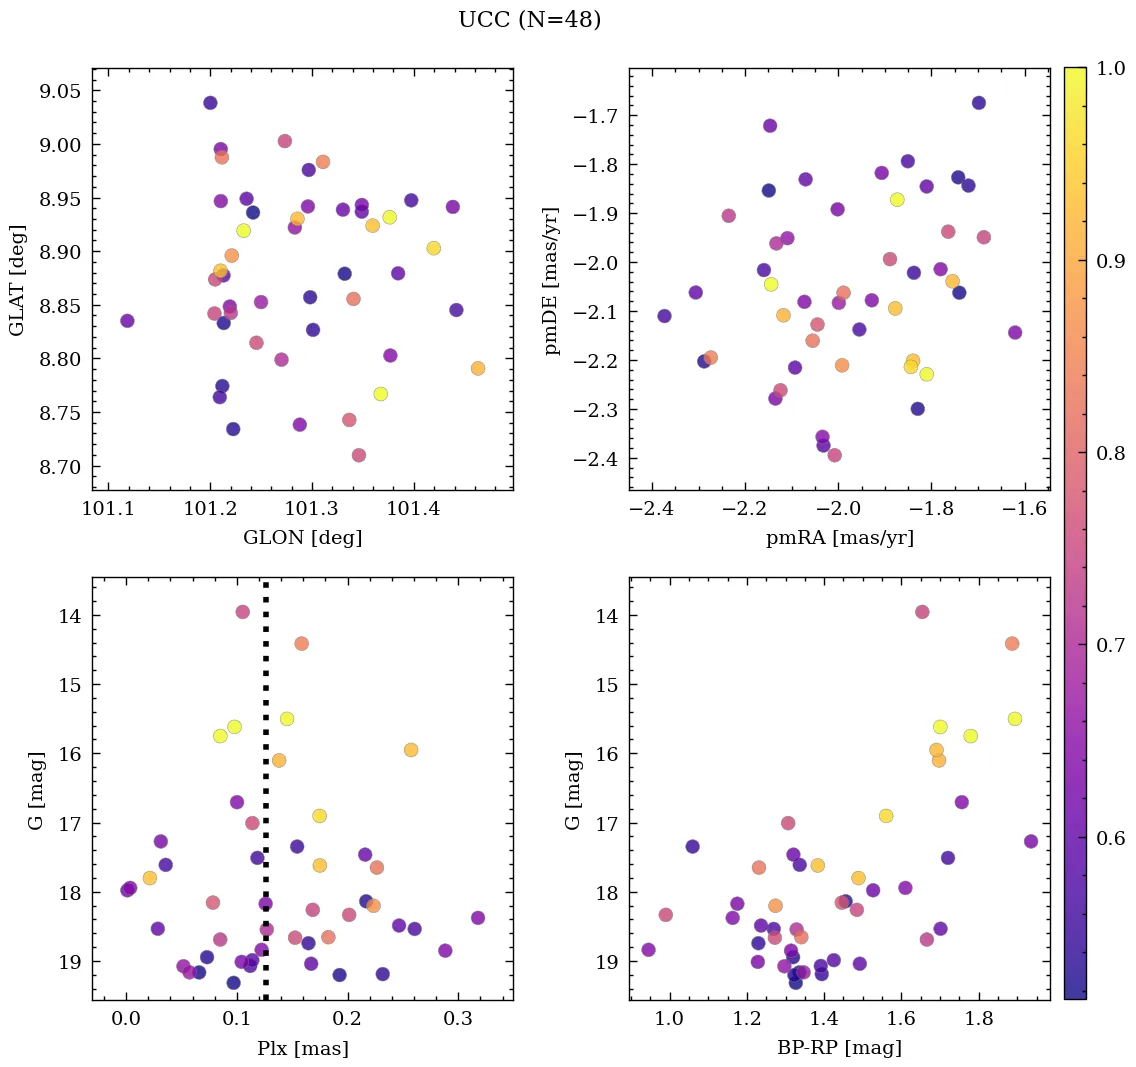 UCC (N=48)
9.05
9.00
8.95
8.90
8.85
8.80
8.75
8.70
GLAT [deg]
101.1 101.2 101.3 101.4
GLON [deg]
−1.7
−1.8
−1.9
−2.0
−2.1
−2.2
−2.3
−2.4
pmDE [mas/yr]
−2.4 −2.2 −2.0 −1.8 −1.6
pmRA [mas/yr]
1.0
0.9
0.8
0.7
0.6
14
15
16
17
18
19
G [mag]
0.0 0.1 0.2 0.3
Plx [mas]
14
15
16
17
18
19
G [mag]
1.0 1.2 1.4 1.6 1.8
BP-RP [mag]